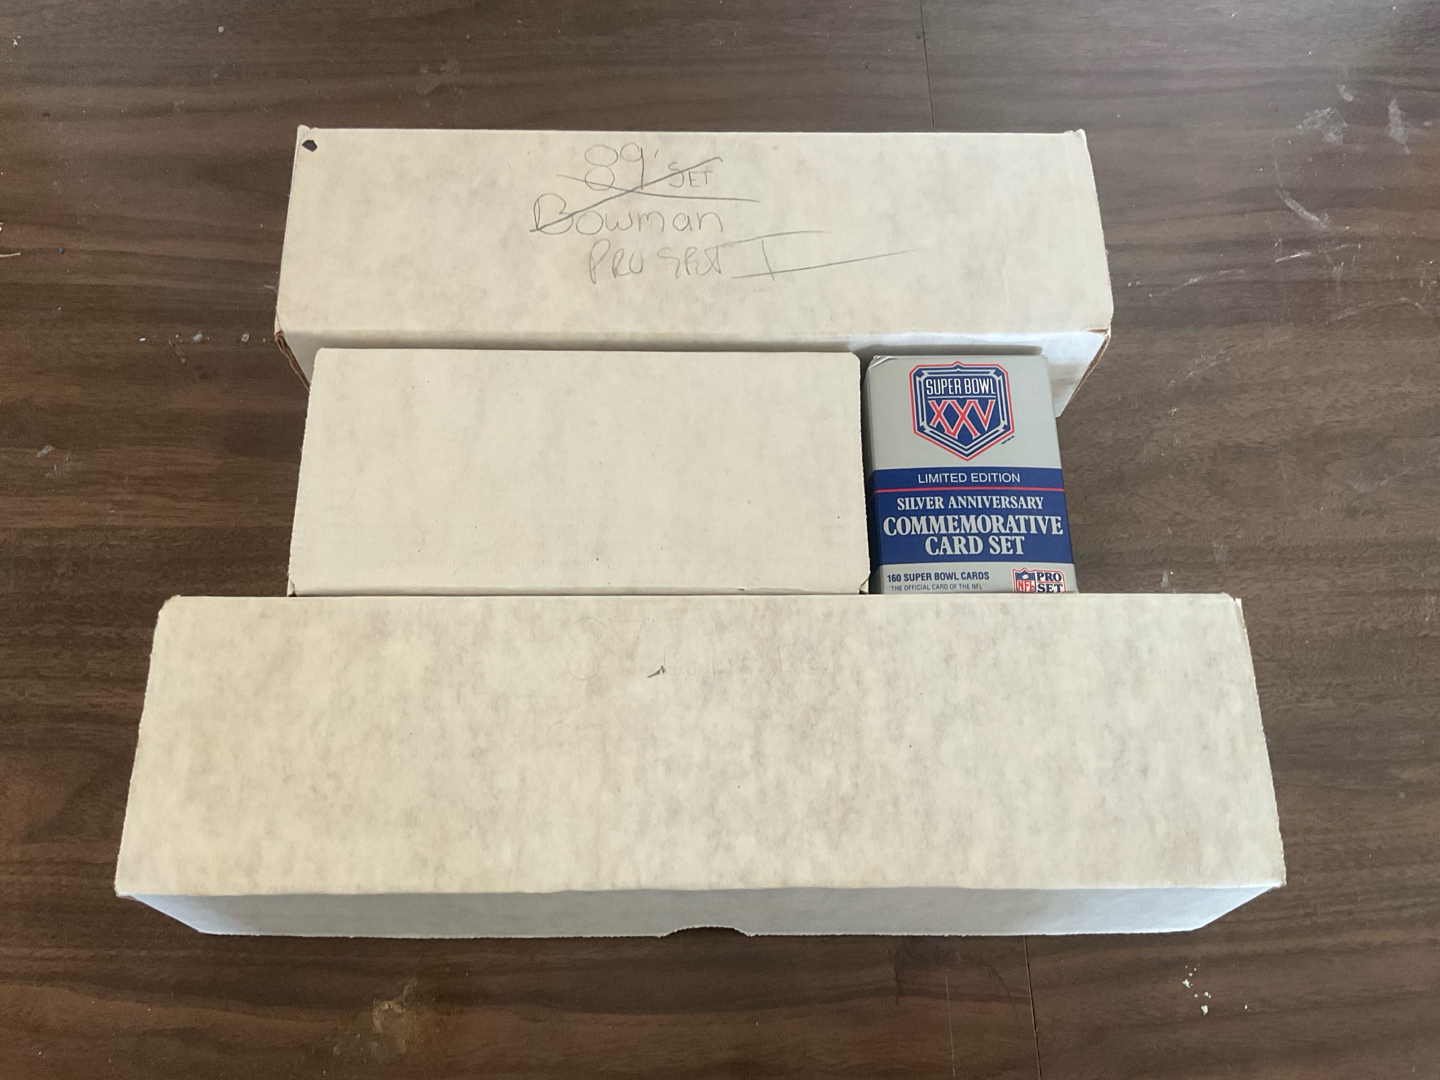 89' SET
Bowman
PRO SET I
SUPER BOWL
XXV
LIMITED EDITION
SILVER ANNIVERSARY
COMMEMORATIVE
CARD SET
160 SUPER BOWL CARDS
"THE OFFICIAL CARD OF THE NFL"
NFL PRO
SET